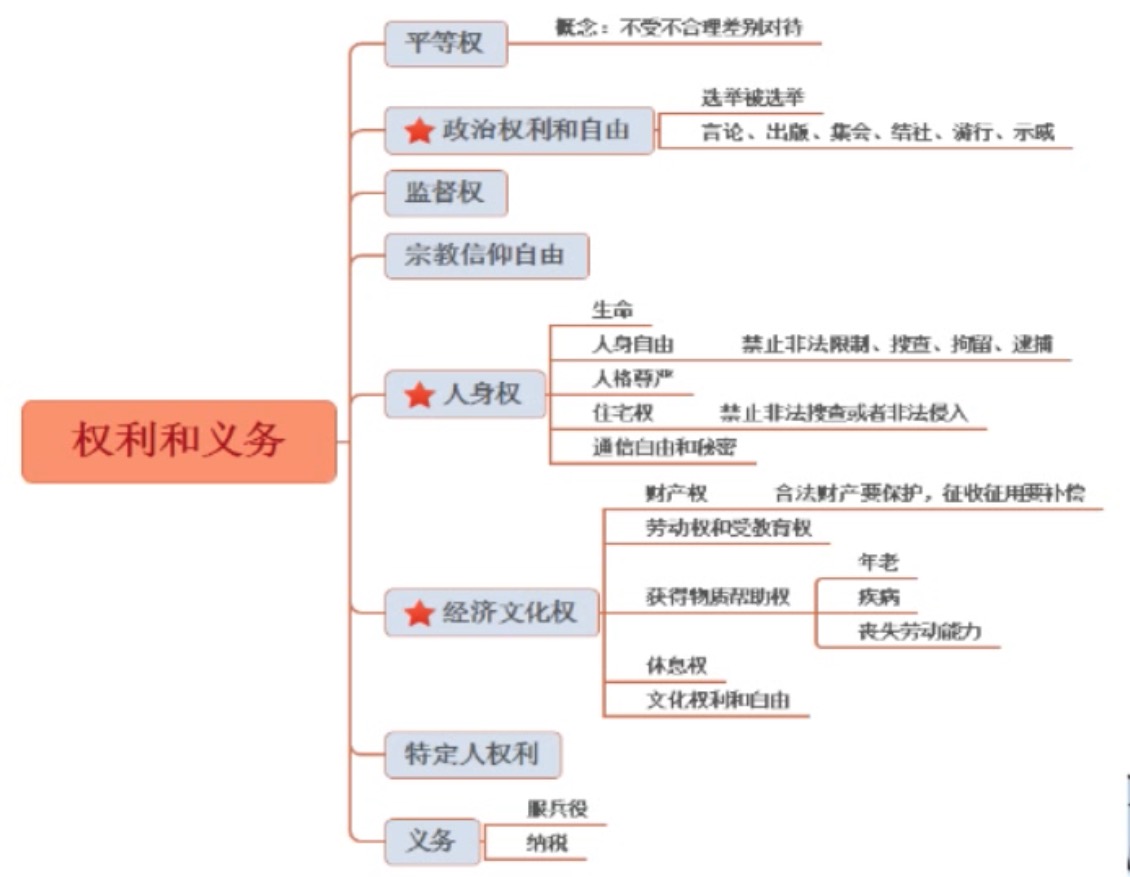 权利和义务
平等权
概念：不受不合理差别对待
政治权利和自由
选举被选举
言论、出版、集会、结社、游行、示威
监督权
宗教信仰自由
人身权
生命
人身自由
禁止非法限制、搜查、拘留、逮捕
人格尊严
住宅权
禁止非法搜查或者非法侵入
通信自由和秘密
经济文化权
财产权
合法财产要保护，征收征用要补偿
劳动权和受教育权
获得物质帮助权
年老
疾病
丧失劳动能力
休息权
文化权利和自由
特定人权利
义务
服兵役
纳税